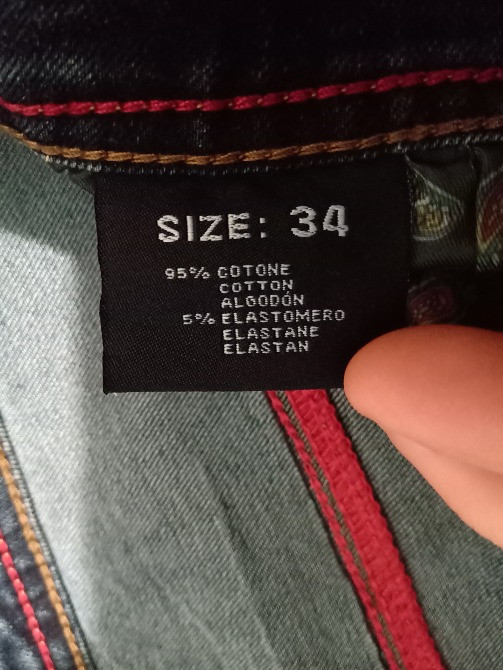 SIZE: 34
95% COTONE
COTTON
ALGODÓN
5% ELASTOMERO
ELASTANE
ELASTAN